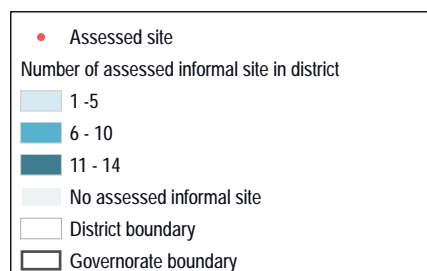 Assessed site
Number of assessed informal site in district
1 -5
6 - 10
11 - 14
No assessed informal site
District boundary
Governorate boundary